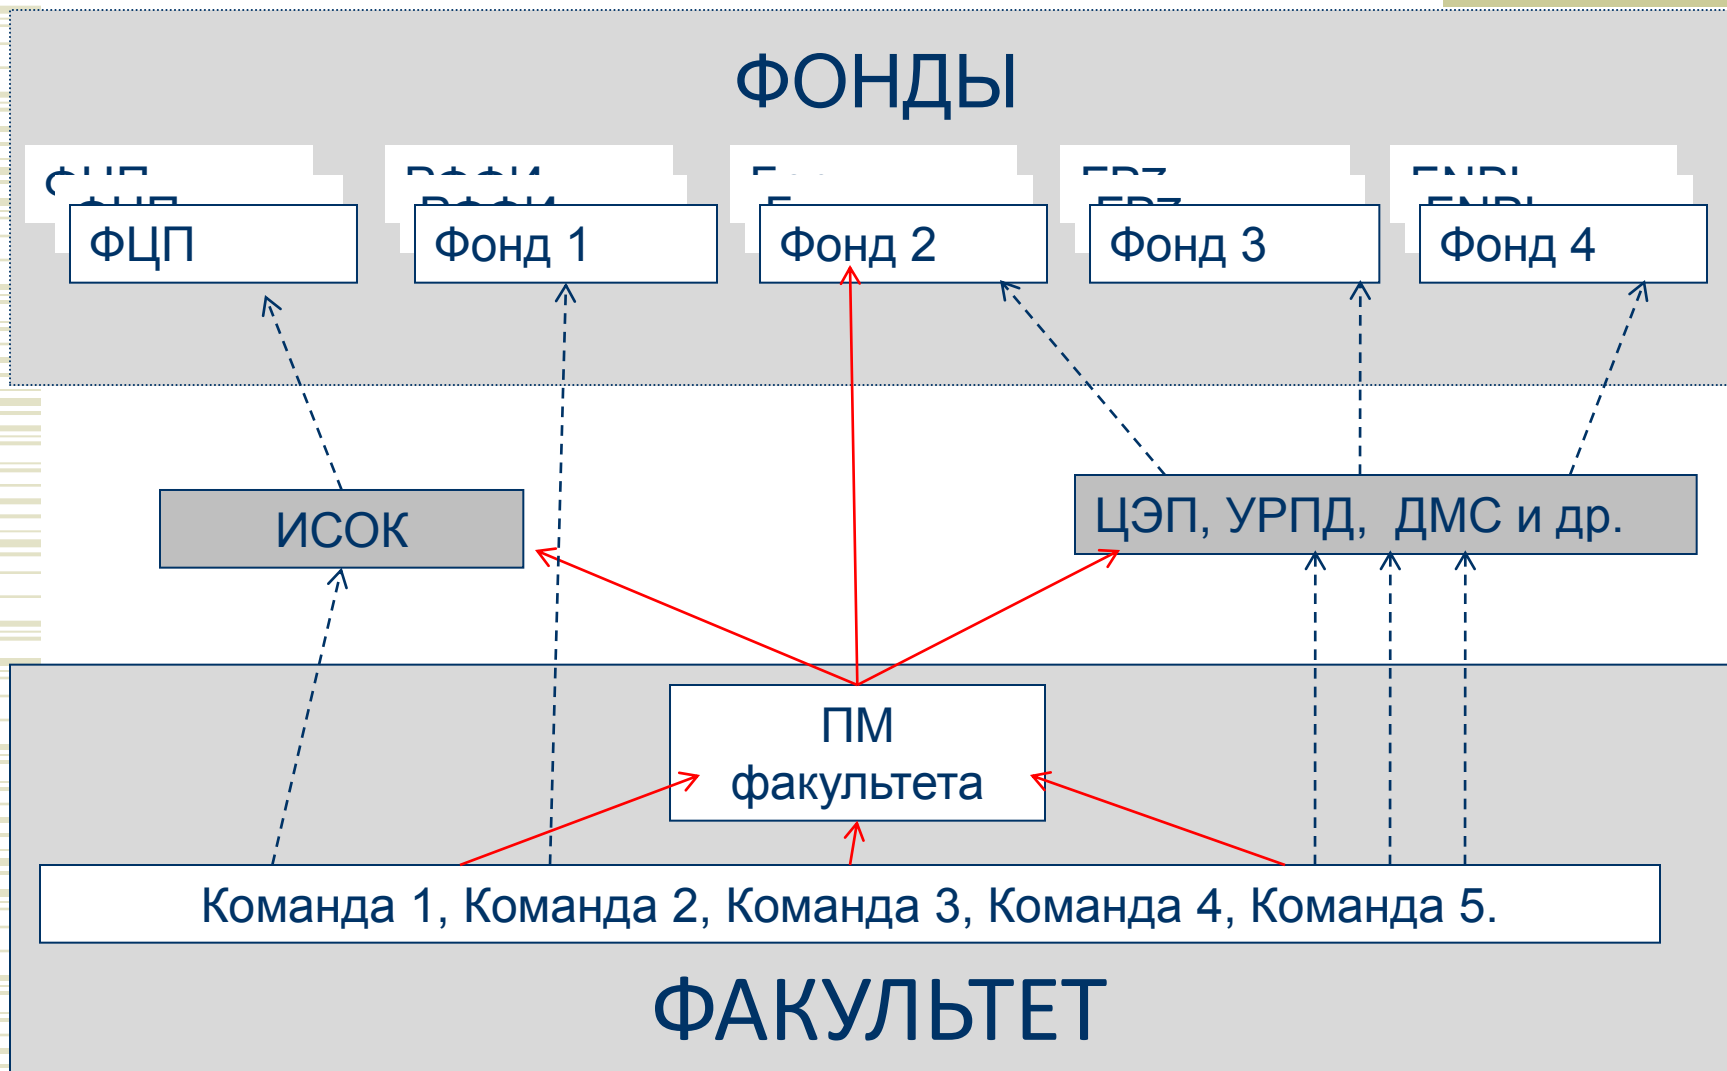 ФОНДЫ
ФЦП
Фонд 1
Фонд 2
Фонд 3
Фонд 4
ИСОК
ЦЭП, УРПД, ДМС и др.
ПМ
факультета
Команда 1, Команда 2, Команда 3, Команда 4, Команда 5.
ФАКУЛЬТЕТ